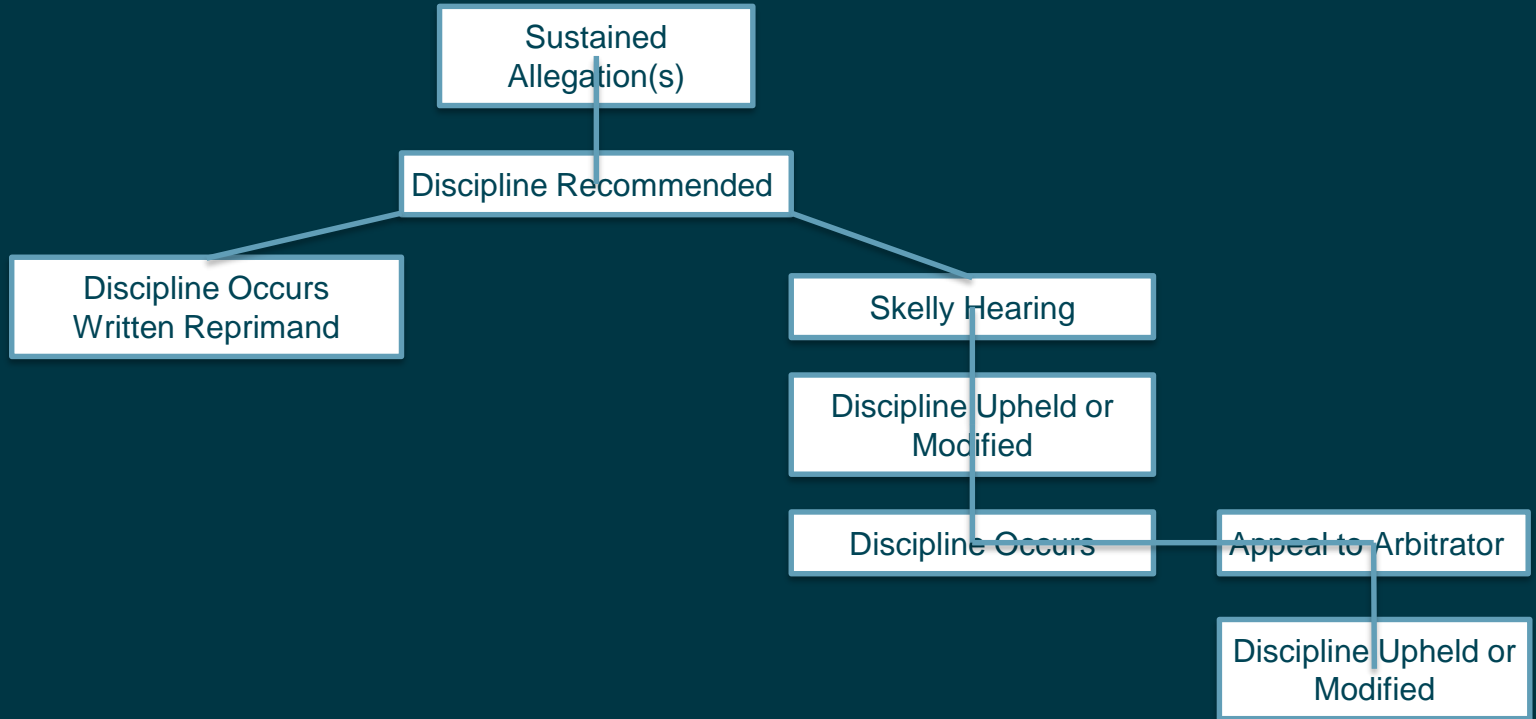 Sustained
Allegation(s)
Discipline Recommended
Discipline Occurs
Written Reprimand
Skelly Hearing
Discipline Upheld or
Modified
Discipline Occurs
Appeal to Arbitrator
Discipline Upheld or
Modified